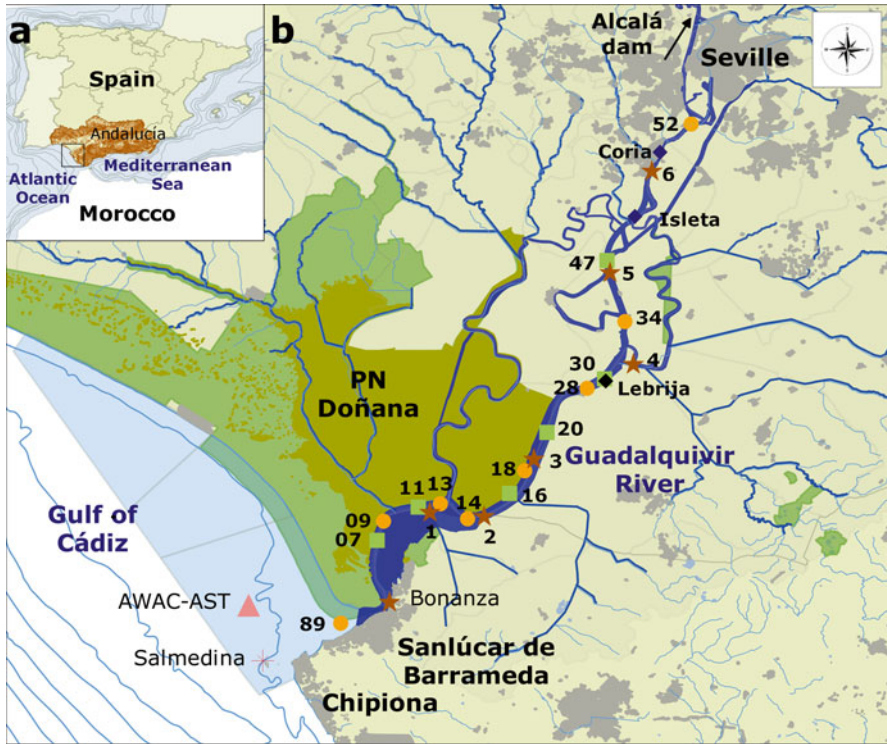 a
Spain
Andalucía
Atlantic
Ocean
Mediterranean
Sea
Morocco
b
Alcalá
dam
Seville
52
Coria
6
Isleta
47
5
34
4
30
28
Lebrija
PN
Doñana
20
18
3
Guadalquivir
River
16
11
13
14
1
2
09
07
Gulf of
Cádiz
AWAC-AST
Bonanza
89
Salmedina
Sanlúcar de
Barrameda
Chipiona